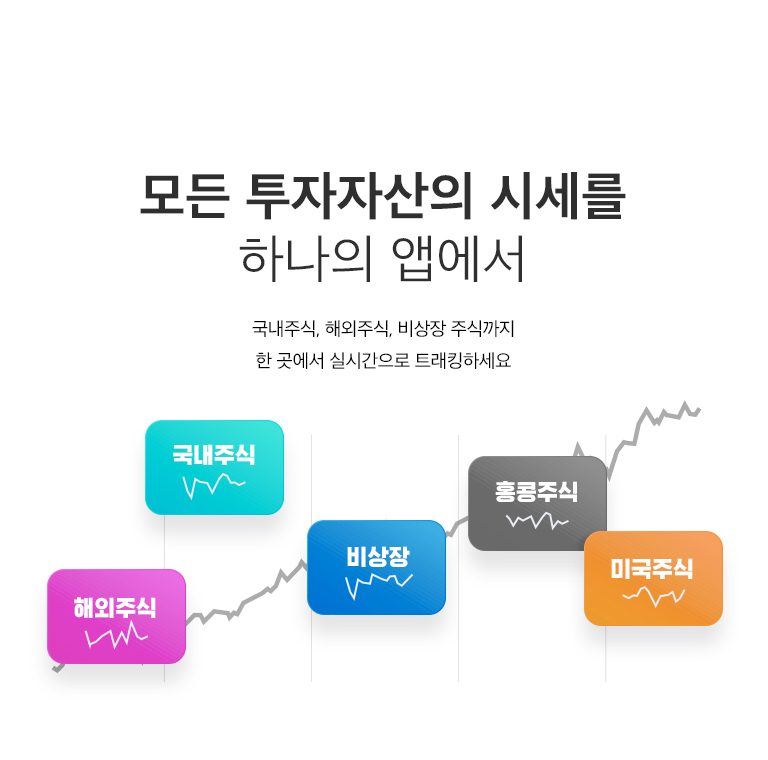 모든 투자자산의 시세를
하나의 앱에서
국내주식, 해외주식, 비상장 주식까지
한 곳에서 실시간으로 트래킹하세요
국내주식
홍콩주식
비상장
미국주식
해외주식